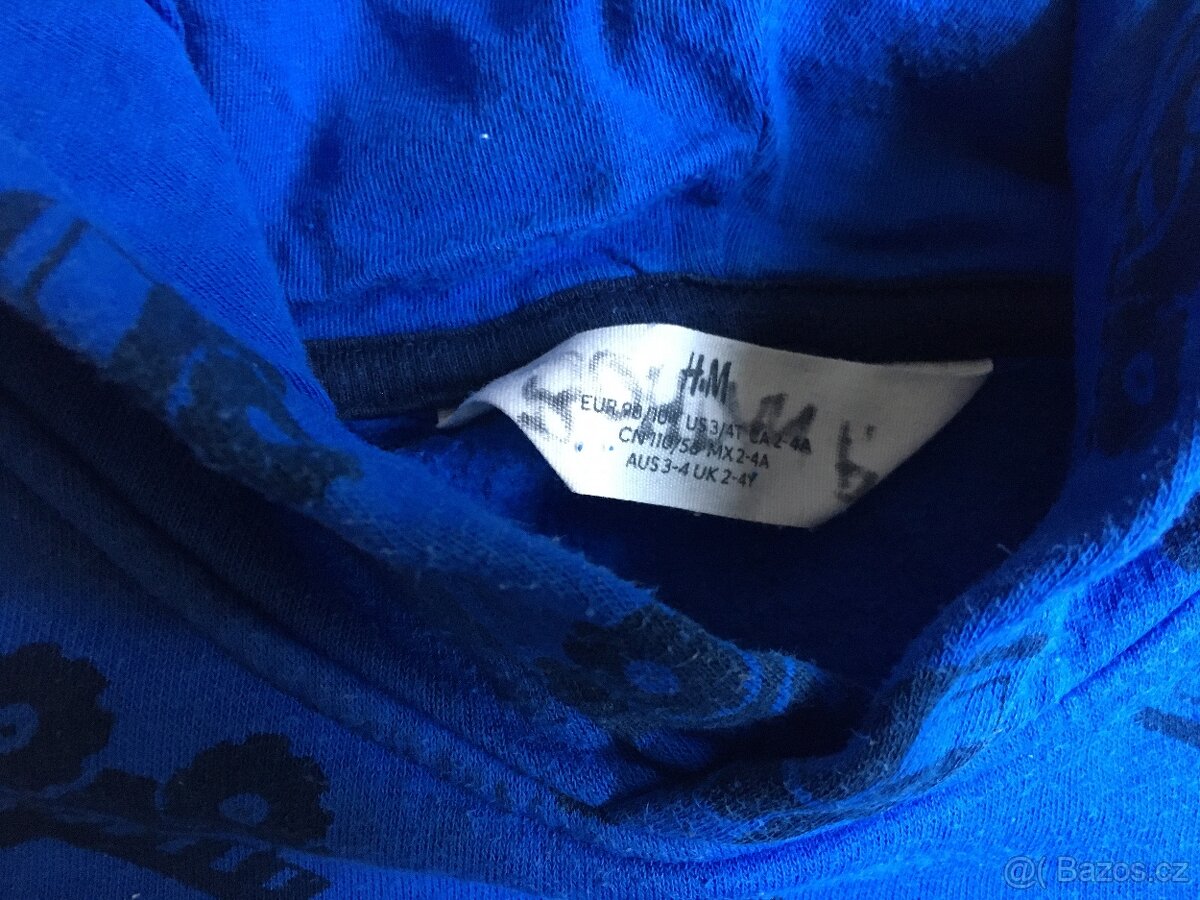 H&M
EUR 98/104 US 3/4T CA 2-4A
CN 110/56 MX 2-4A
AUS 3-4 UK 2-4Y
@( Bazos.cz